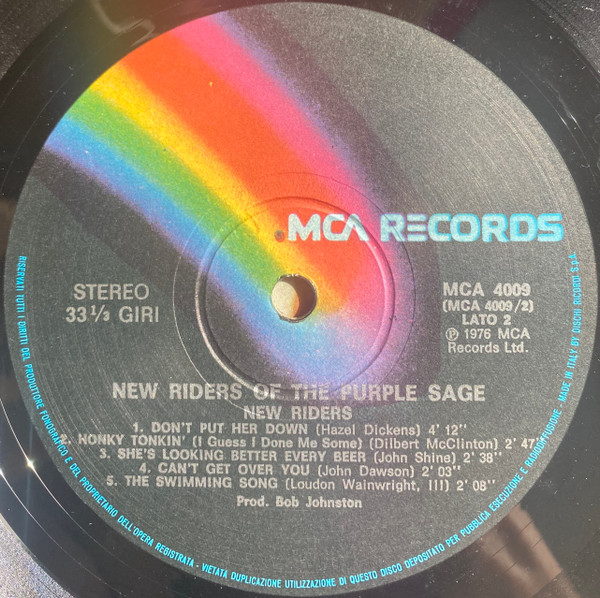 MCA RECORDS
STEREO
33 1/3 GIRI
MCA 4009
(MCA 4009/2)
LATO 2
Ⓟ 1976 MCA
Records Ltd.
NEW RIDERS OF THE PURPLE SAGE
NEW RIDERS
1. DON'T PUT HER DOWN (Hazel Dickens) 4' 12''
2. HONKY TONKIN' (I Guess I Done Me Some) (Dilbert McClinton) 2' 47''
3. SHE'S LOOKING BETTER EVERY BEER (John Shine) 2' 38''
4. CAN'T GET OVER YOU (John Dawson) 2' 03''
5. THE SWIMMING SONG (Loudon Wainwright, III) 2' 08''
Prod. Bob Johnston
RISERVATI TUTTI I DIRITTI DEL PRODUTTORE FONOGRAFICO E DEL PROPRIETARIO DELL'OPERA REGISTRATA - VIETATA DUPLICAZIONE UTILIZZAZIONE DI QUESTO DISCO DEPOSITATO PER PUBBLICA ESECUZIONE E RADIODIFFUSIONE - MADE IN ITALY BY DISCHI RICORDI S.p.A.